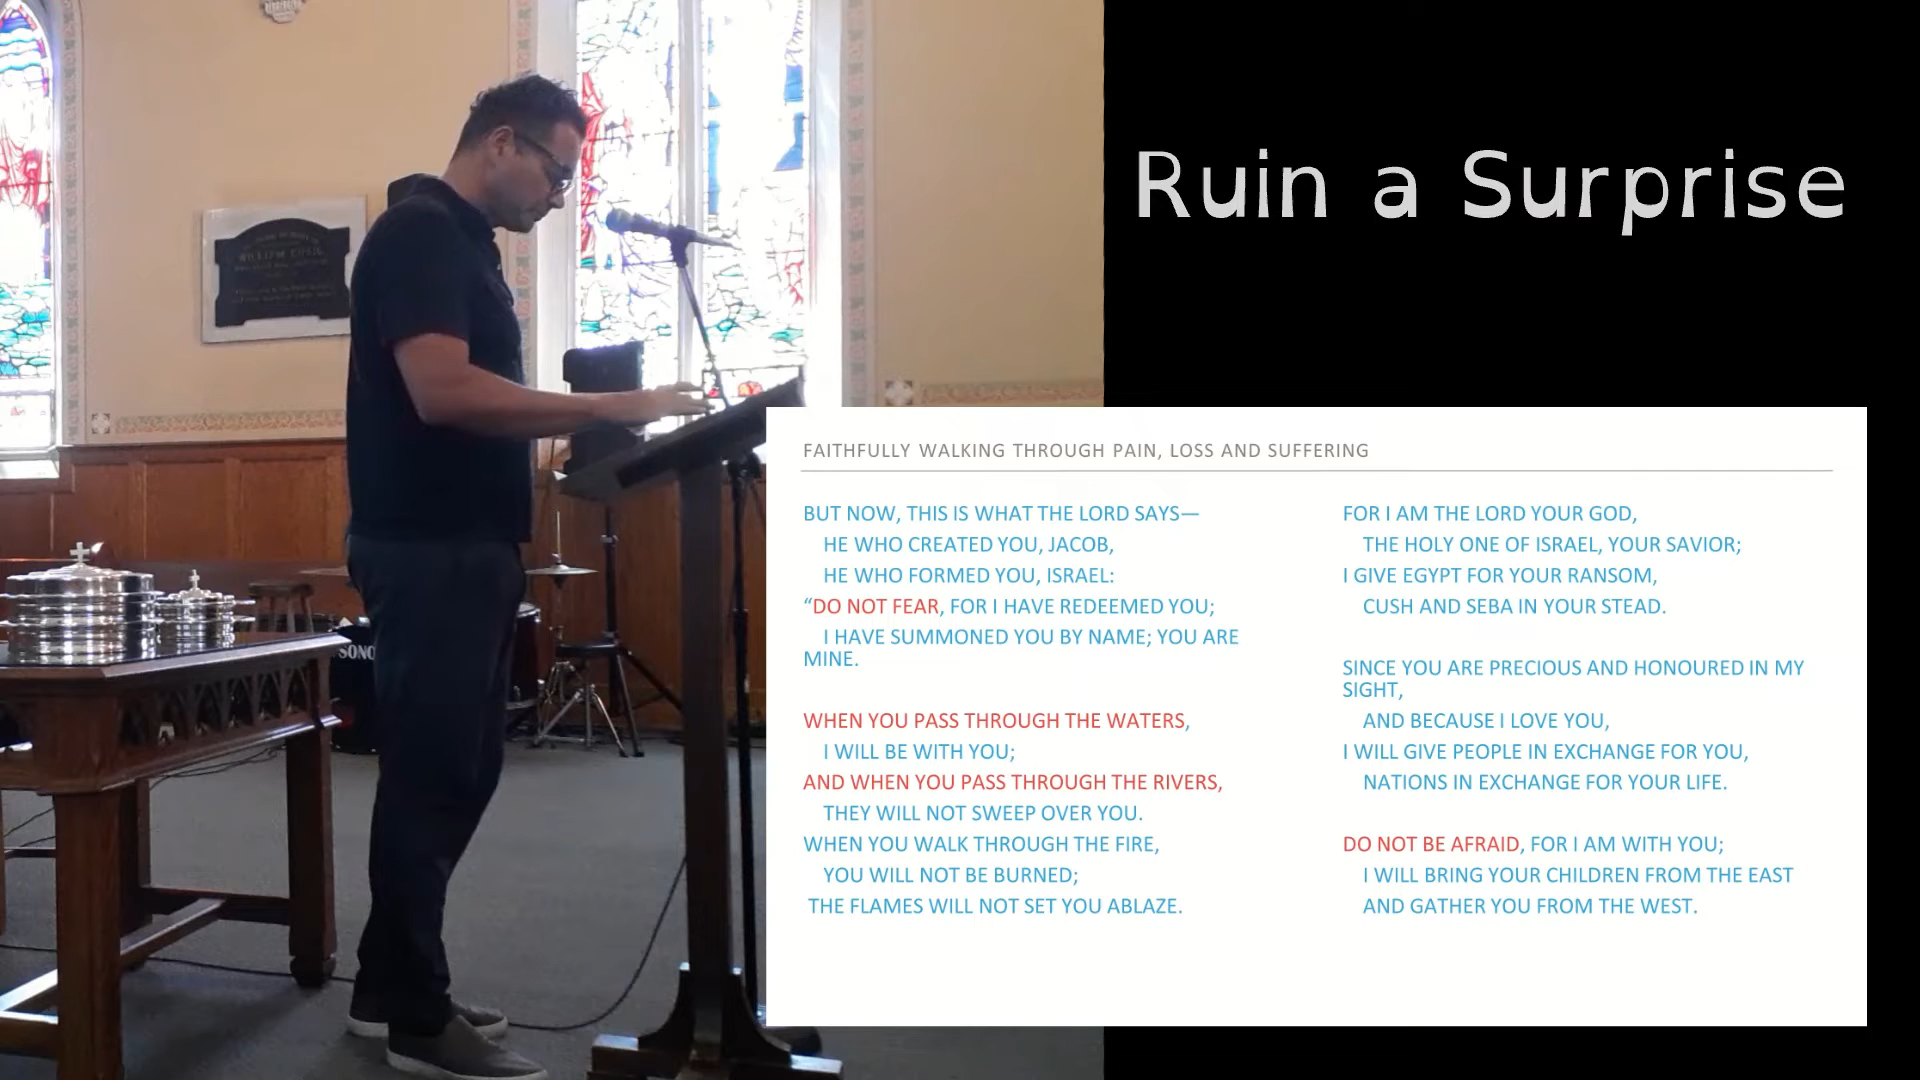 WILLIAM
Ruin a Surprise
FAITHFULLY WALKING THROUGH PAIN, LOSS AND SUFFERING
BUT NOW, THIS IS WHAT THE LORD SAYS—
HE WHO CREATED YOU, JACOB,
HE WHO FORMED YOU, ISRAEL:
“DO NOT FEAR, FOR I HAVE REDEEMED YOU;
I HAVE SUMMONED YOU BY NAME; YOU ARE
MINE.
WHEN YOU PASS THROUGH THE WATERS,
I WILL BE WITH YOU;
AND WHEN YOU PASS THROUGH THE RIVERS,
THEY WILL NOT SWEEP OVER YOU.
WHEN YOU WALK THROUGH THE FIRE,
YOU WILL NOT BE BURNED;
THE FLAMES WILL NOT SET YOU ABLAZE.
FOR I AM THE LORD YOUR GOD,
THE HOLY ONE OF ISRAEL, YOUR SAVIOR;
I GIVE EGYPT FOR YOUR RANSOM,
CUSH AND SEBA IN YOUR STEAD.
SINCE YOU ARE PRECIOUS AND HONOURED IN MY
SIGHT,
AND BECAUSE I LOVE YOU,
I WILL GIVE PEOPLE IN EXCHANGE FOR YOU,
NATIONS IN EXCHANGE FOR YOUR LIFE.
DO NOT BE AFRAID, FOR I AM WITH YOU;
I WILL BRING YOUR CHILDREN FROM THE EAST
AND GATHER YOU FROM THE WEST.